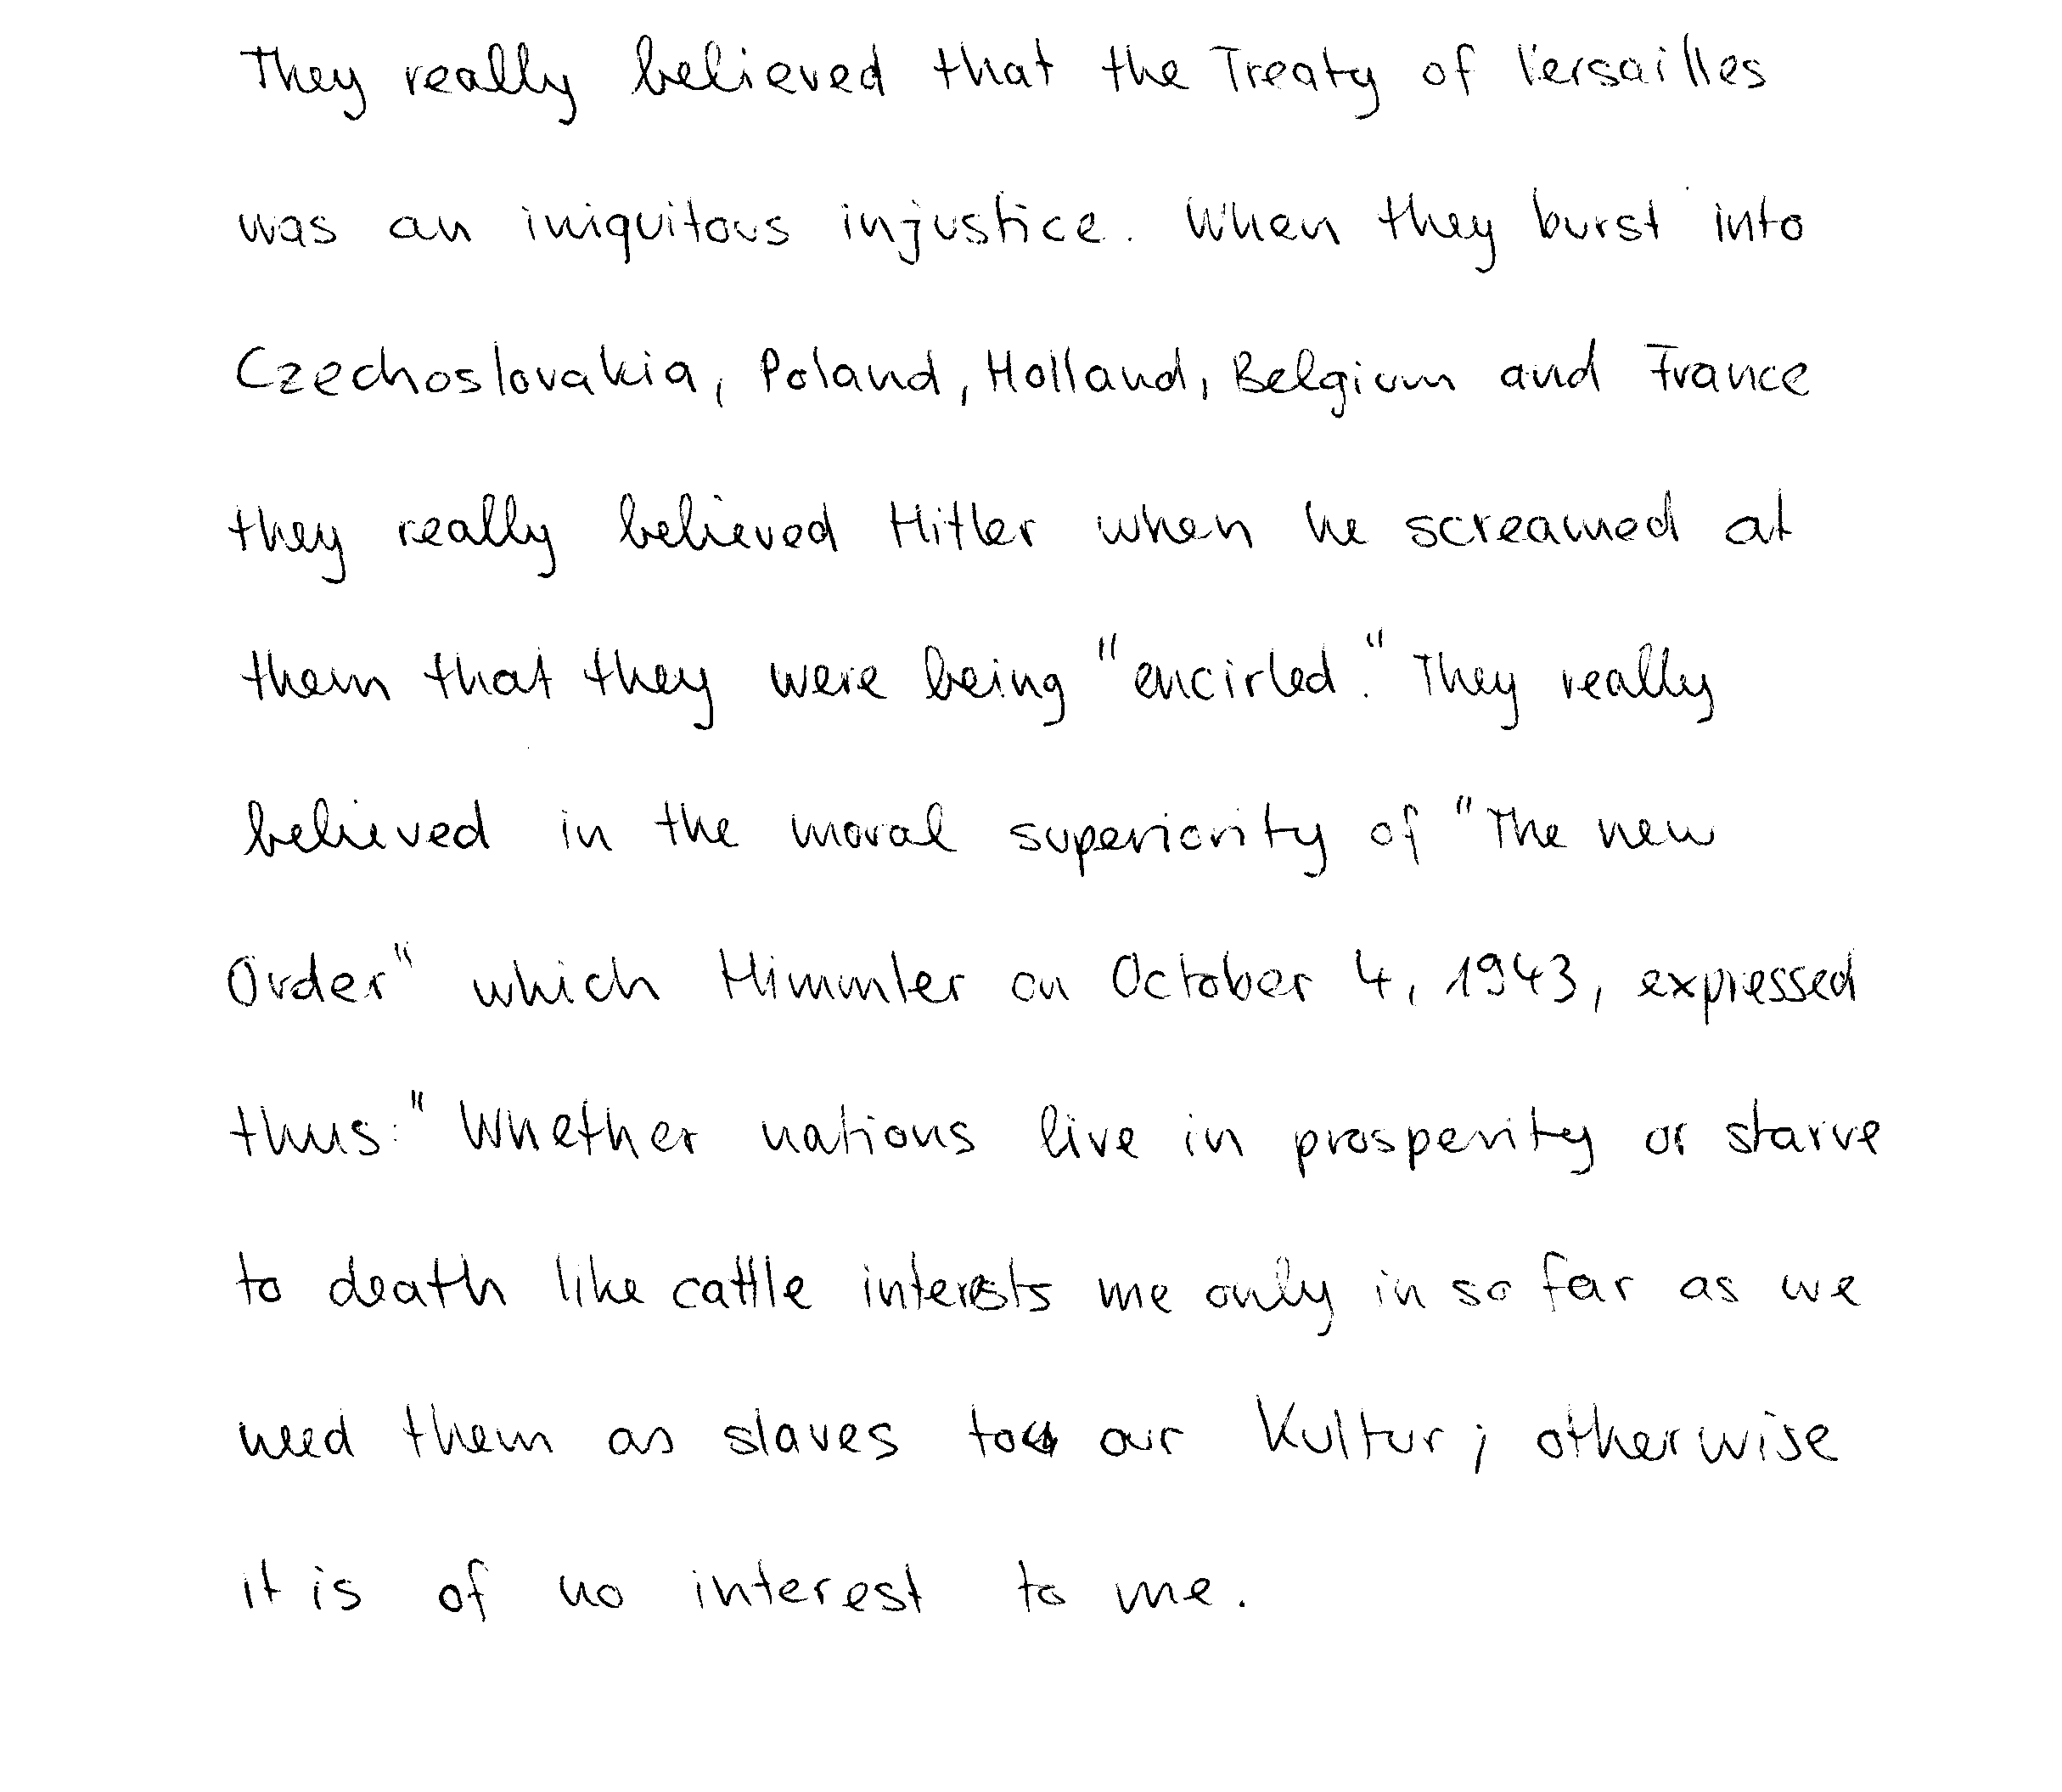 They really believed that the Treaty of Versailles
was an iniquitous injustice. When they burst into
Czechoslovakia, Poland, Holland, Belgium and France
they really believed Hitler when he screamed at
them that they were being "encirled." They really
believed in the moral superiority of "The new
Order" which Himmler on October 4, 1943, expressed
thus: "Whether nations live in prosperity or starve
to death like cattle interests me only in so far as we
need them as slaves to our Kultur; otherwise
it is of no interest to me.